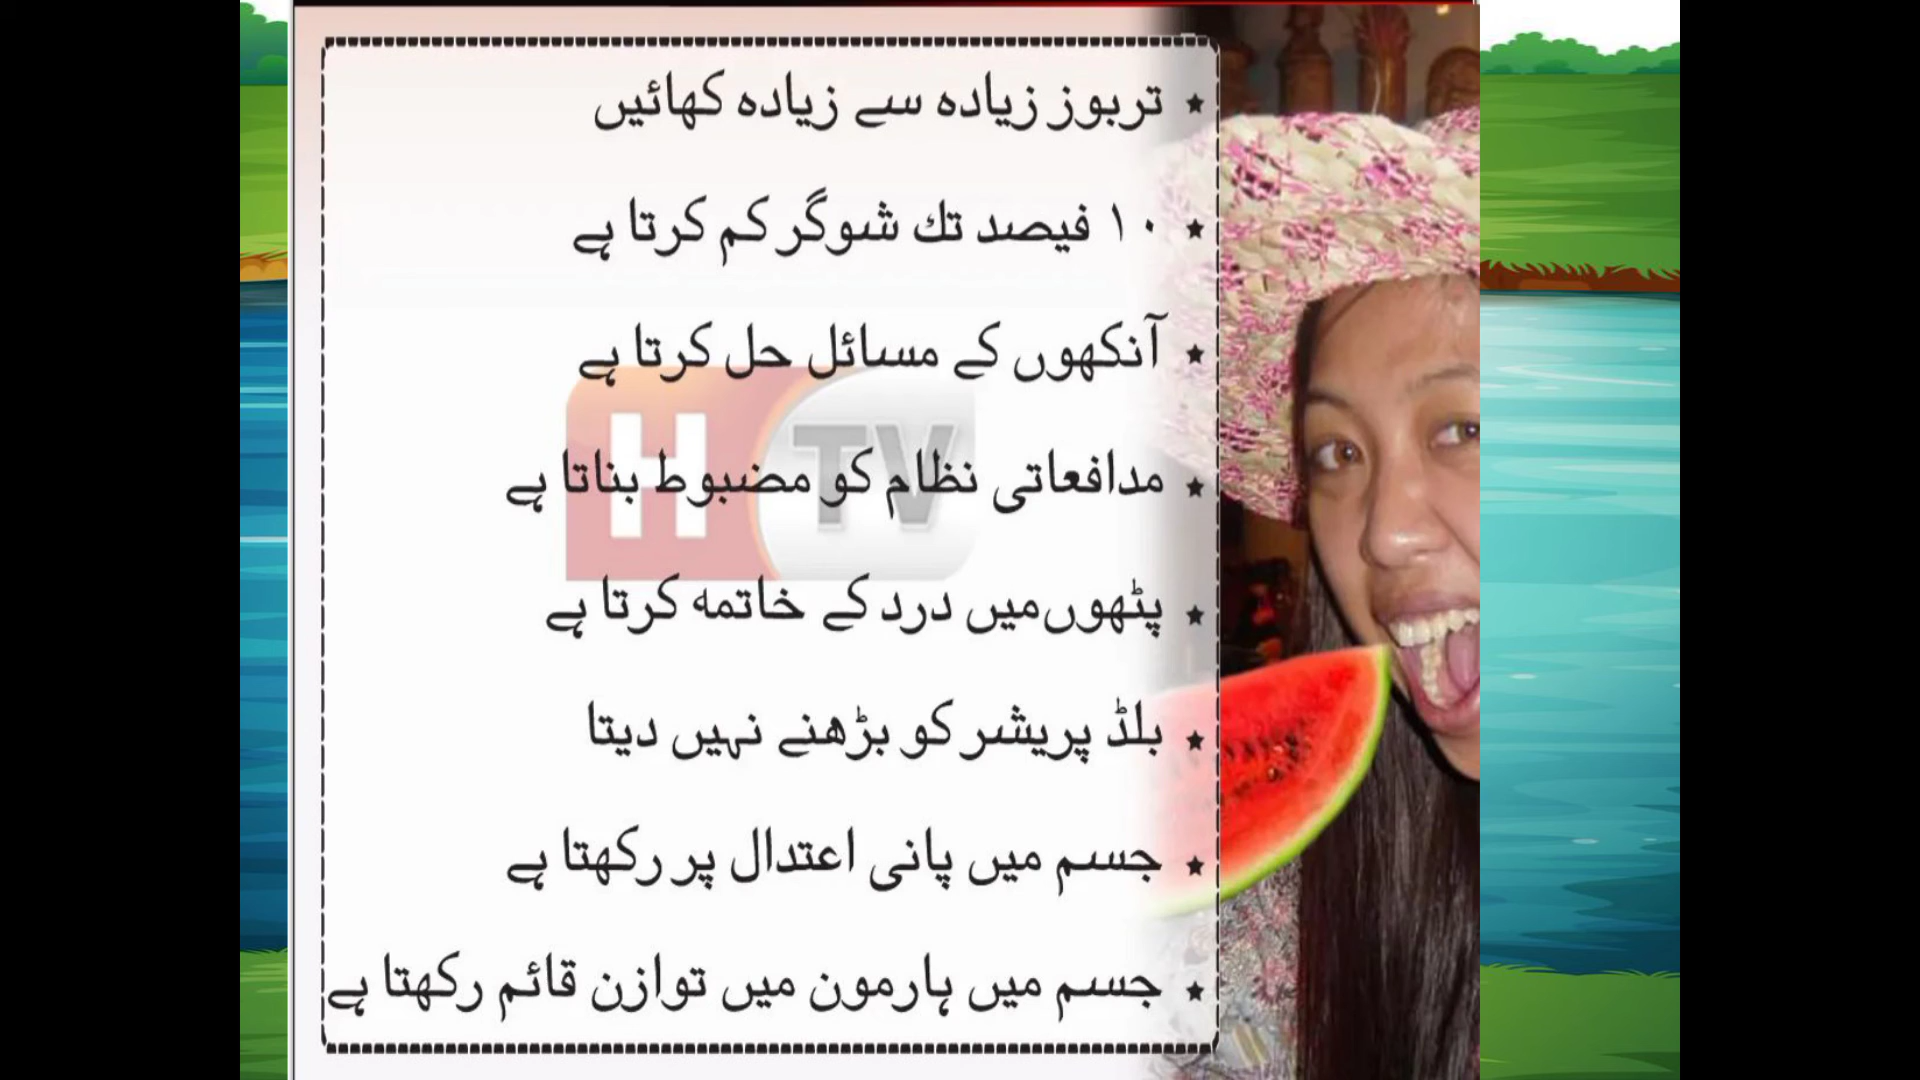 ★ تربوز زیادہ سے زیادہ کھائیں
★ ۱۰ فیصد تك شوگر کم کرتا ہے
★ آنکھوں کے مسائل حل کرتا ہے
HTV
★ مدافعاتی نظام کو مضبوط بناتا ہے
★ پٹھوں میں درد کے خاتمه کرتا ہے
★ بلڈ پریشر کو بڑھنے نہیں دیتا
★ جسم میں پانی اعتدال پر رکھتا ہے
★ جسم میں ہارمون میں توازن قائم رکھتا ہے